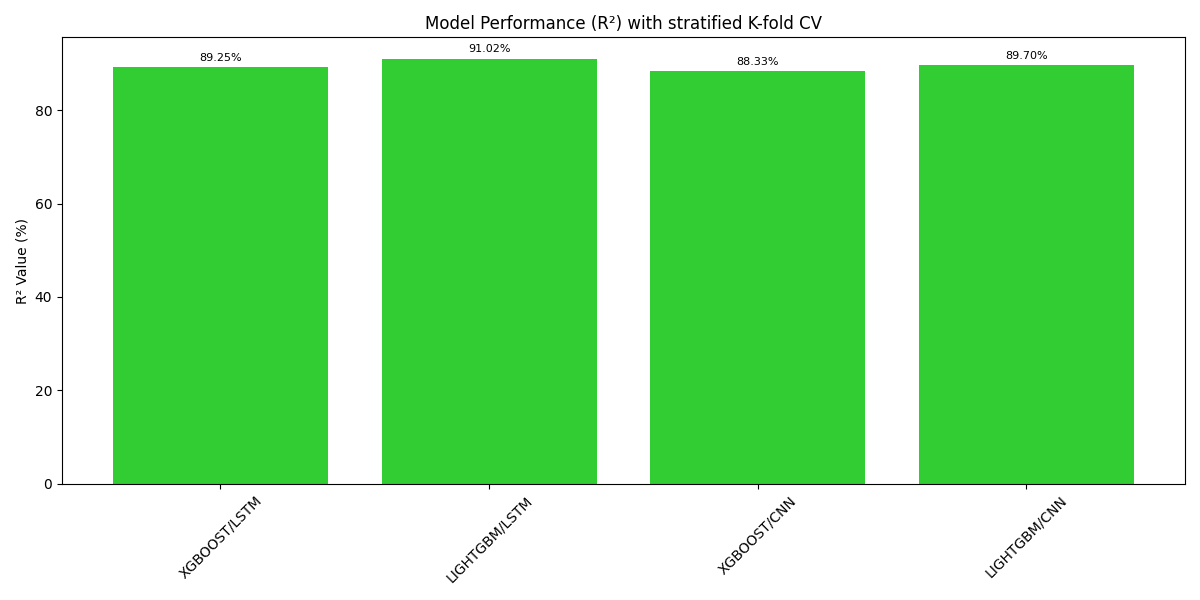 Model Performance (R²) with stratified K-fold CV
89.25%
91.02%
88.33%
89.70%
R² Value (%)
80
60
40
20
0
XGBOOST/LSTM
LIGHTGBM/LSTM
XGBOOST/CNN
LIGHTGBM/CNN